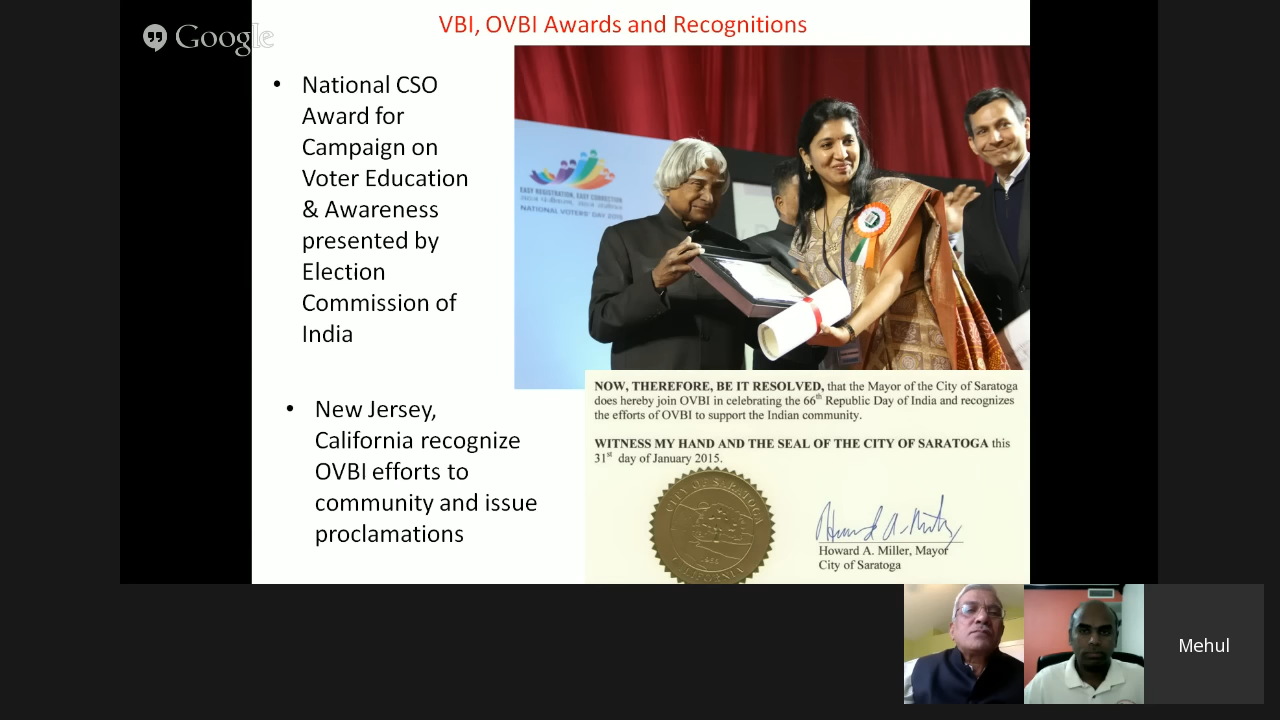 Google
VBI, OVBI Awards and Recognitions
• National CSO
Award for
Campaign on
Voter Education
& Awareness
presented by
Election
Commission of
India
EASY REGISTRATION, EASY CORRECTION
NATIONAL VOTERS' DAY 2015
• New Jersey,
California recognize
OVBI efforts to
community and issue
proclamations
NOW, THEREFORE, BE IT RESOLVED, that the Mayor of the City of Saratoga
does hereby join OVBI in celebrating the 66th Republic Day of India and recognizes
the efforts of OVBI to support the Indian community.
WITNESS MY HAND AND THE SEAL OF THE CITY OF SARATOGA this
31st day of January 2015.
CITY OF SARATOGA
CALIFORNIA
Howard A. Miller, Mayor
City of Saratoga
Mehul